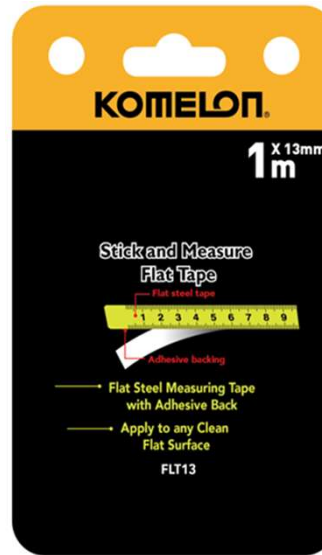 KOMELON®
1m X 13mm
Stick and Measure
Flat Tape
Flat steel tape
1 2 3 4 5 6 7 8 9
Adhesive backing
Flat Steel Measuring Tape
with Adhesive Back
Apply to any Clean
Flat Surface
FLT13